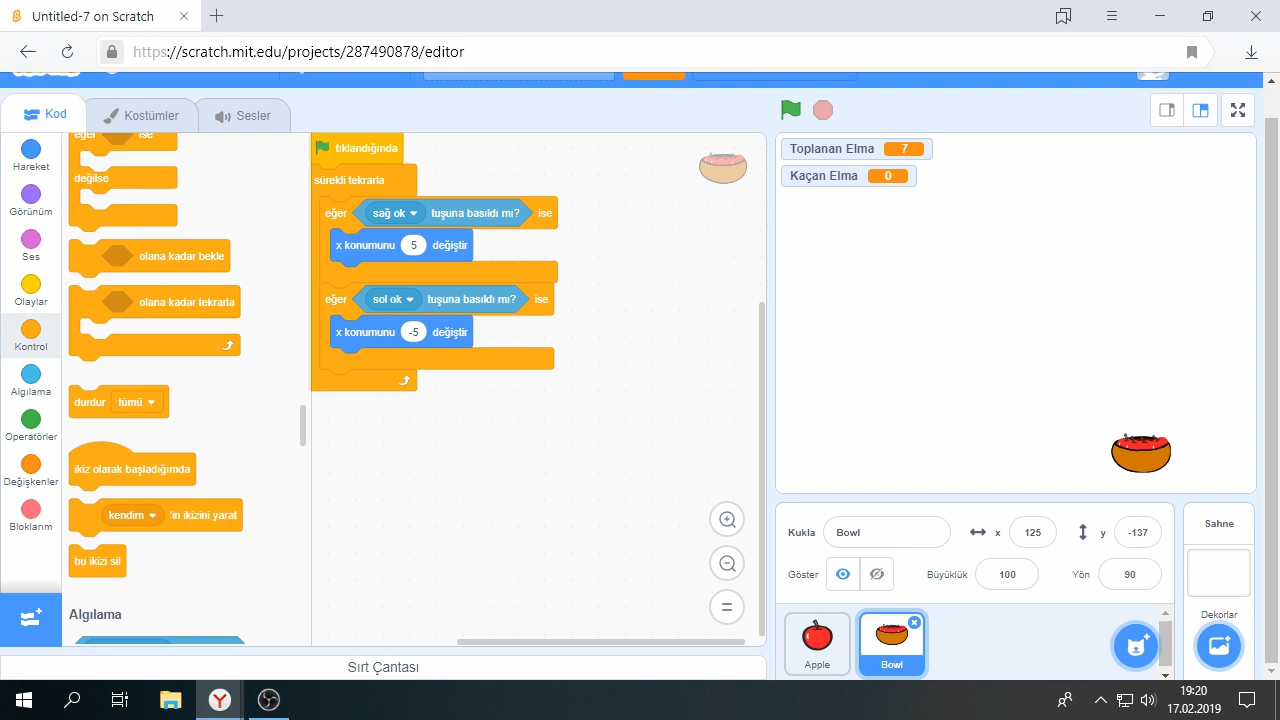 Untitled-7 on Scratch
https://scratch.mit.edu/projects/287490878/editor
Kod
Kostümler
Sesler
Hareket
Görünüm
Ses
Olaylar
Kontrol
Algılama
Operatörler
Değişkenler
Bloklarım
eğer ise
değilse
olana kadar bekle
olana kadar tekrarla
durdur tümü
ikiz olarak başladığımda
kendim 'in ikizini yarat
bu ikizi sil
Algılama
tıklandığında
sürekli tekrarla
eğer sağ ok tuşuna basıldı mı? ise
x konumunu 5 değiştir
eğer sol ok tuşuna basıldı mı? ise
x konumunu -5 değiştir
Sırt Çantası
Toplanan Elma 7
Kaçan Elma 0
Kukla Bowl x 125 y -137
Göster Büyüklük 100 Yön 90
Apple
Bowl
Sahne
Dekorlar
19:20
17.02.2019